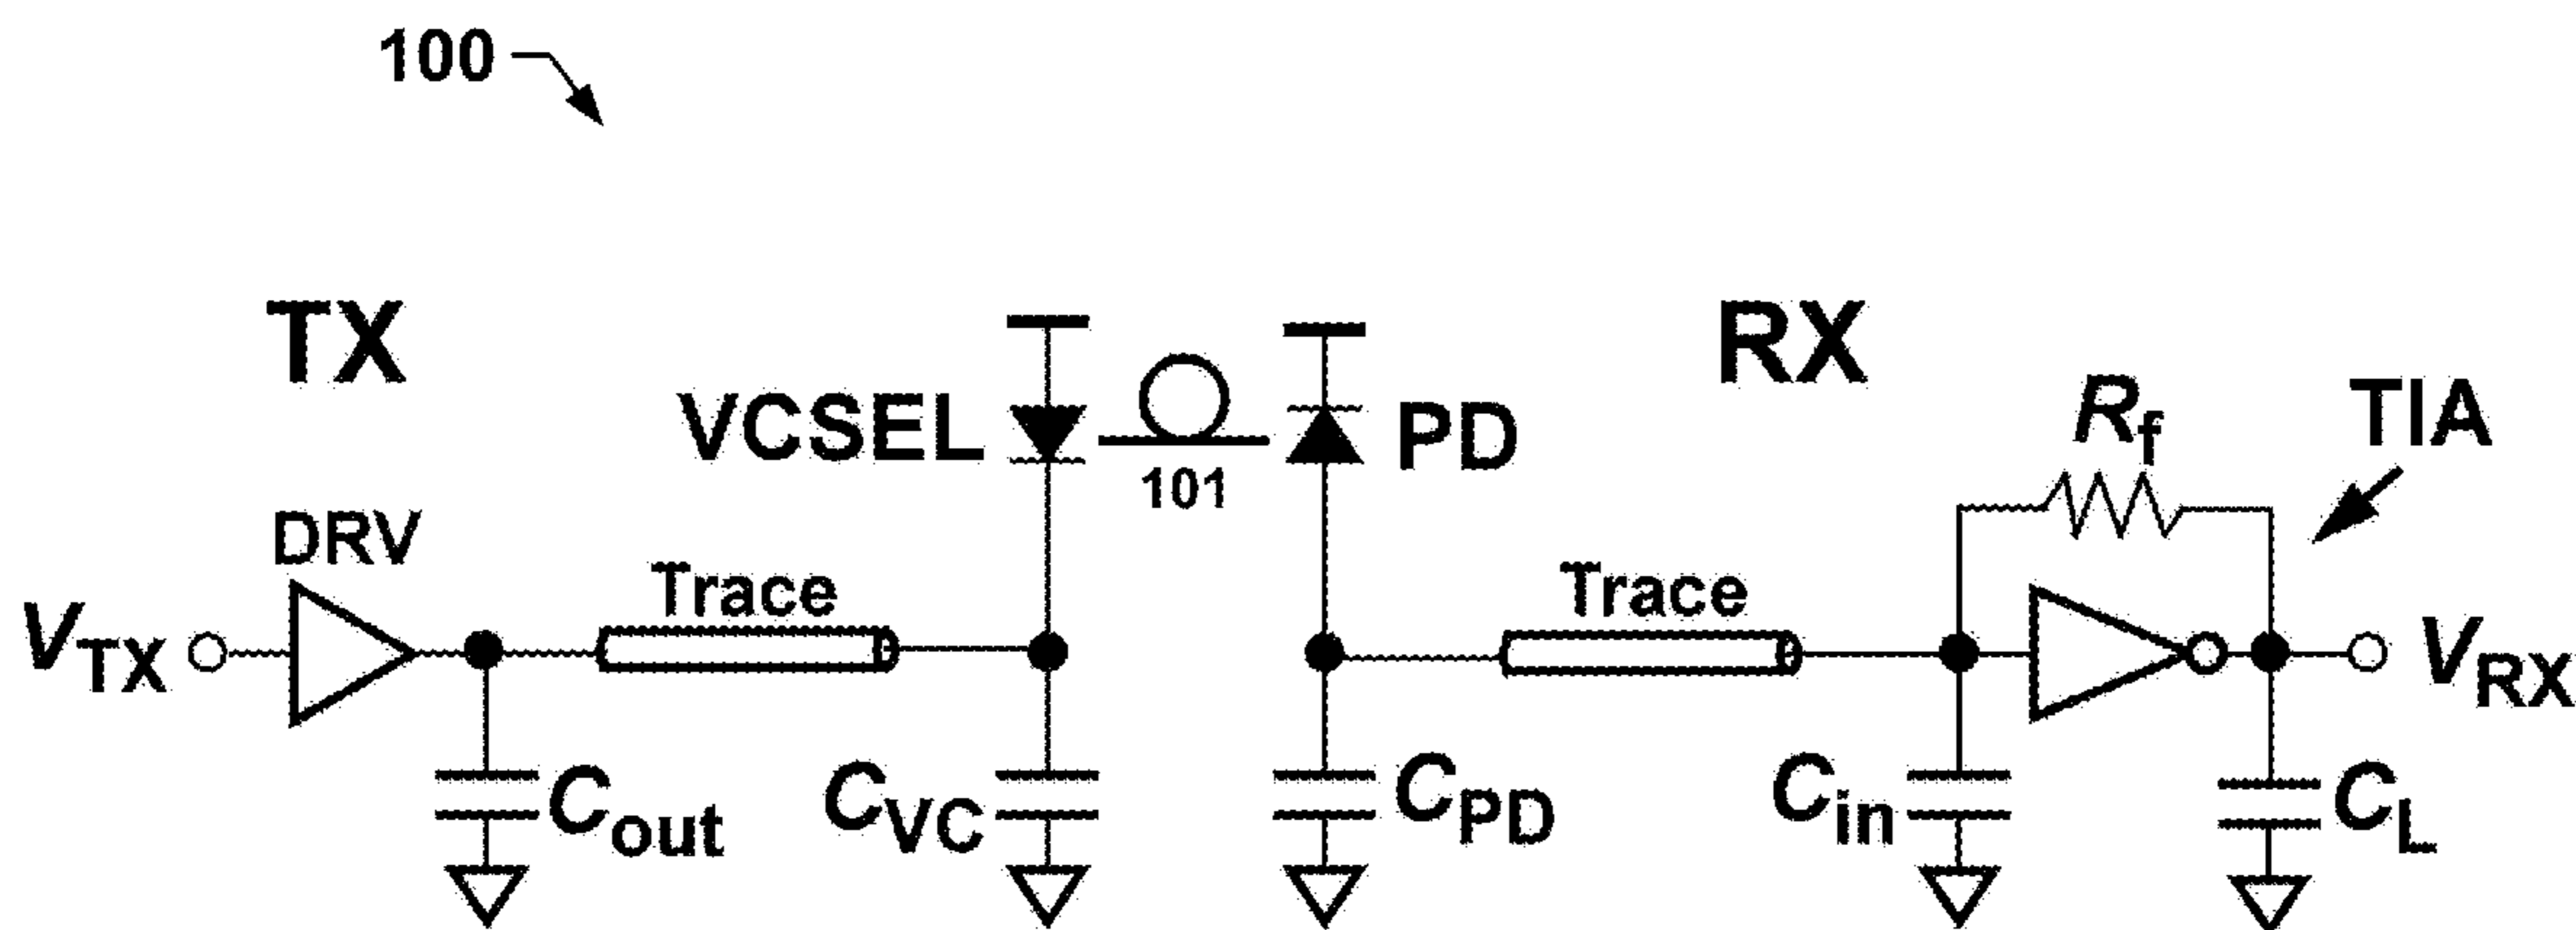 100
TX
RX
VCSEL
PD
R_f
TIA
101
DRV
Trace
Trace
V_TX
V_RX
C_out
C_VC
C_PD
C_in
C_L